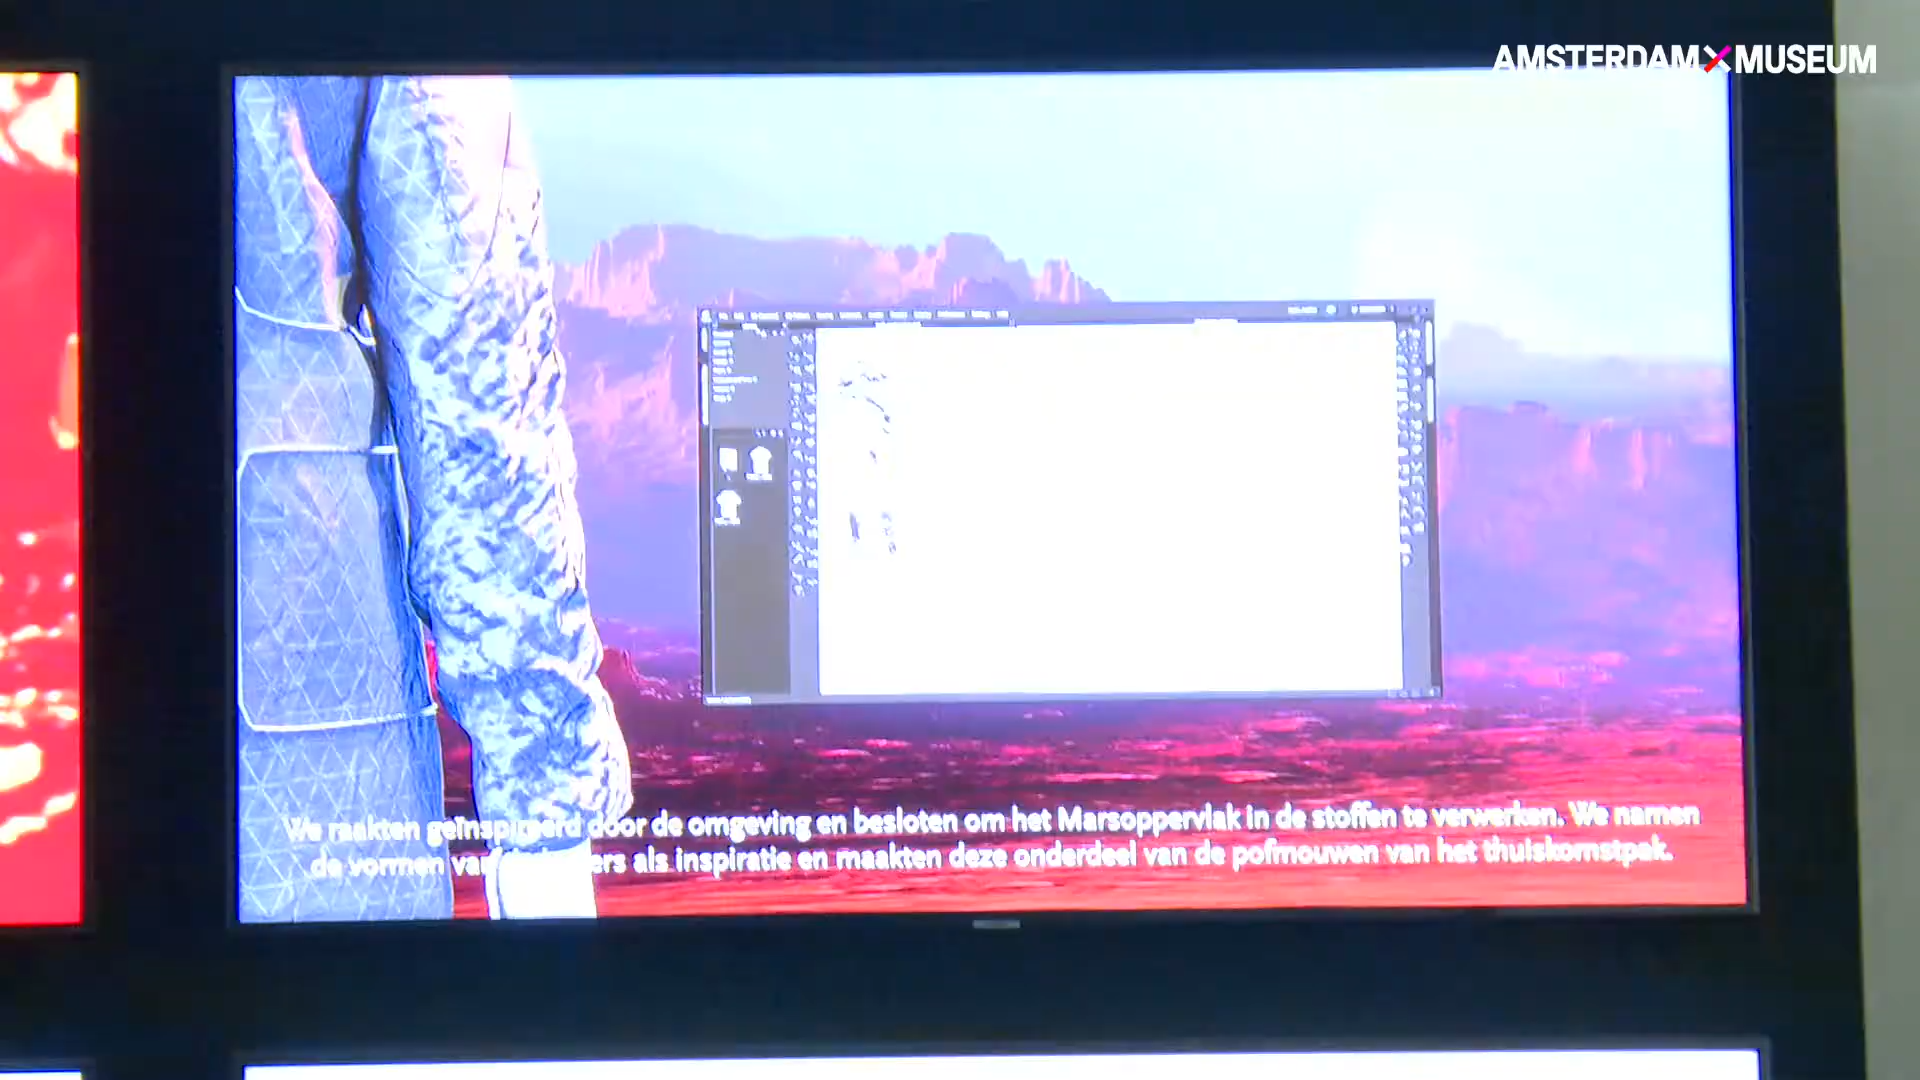 AMSTERDAM MUSEUM
We raakten geïnspireerd door de omgeving en besloten om het Marsoppervlak in de stoffen te verwerken. We namen
de vormen van als inspiratie en maakten deze onderdeel van de pofmouwen van het thuiskomstpak.